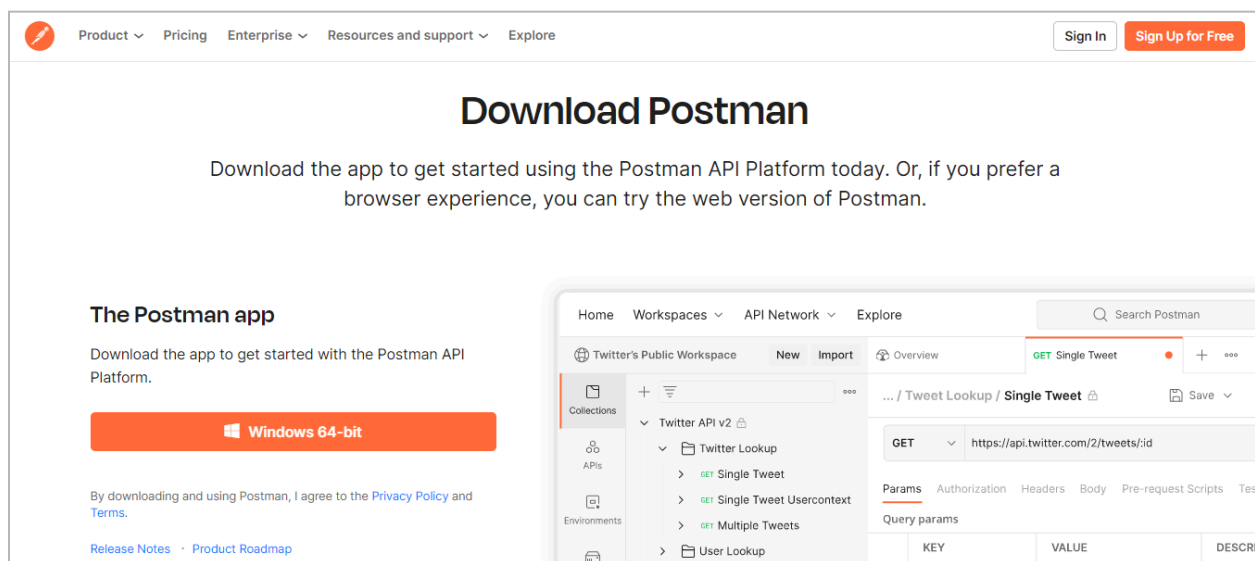 Product Pricing Enterprise Resources and support Explore Sign In Sign Up for Free
Download Postman
Download the app to get started using the Postman API Platform today. Or, if you prefer a
browser experience, you can try the web version of Postman.
The Postman app
Download the app to get started with the Postman API
Platform.
Windows 64-bit
By downloading and using Postman, I agree to the Privacy Policy and
Terms.
Release Notes · Product Roadmap
Home Workspaces API Network Explore Search Postman
Twitter's Public Workspace New Import Overview GET Single Tweet
Collections
... / Tweet Lookup / Single Tweet Save
Twitter API v2
GET https://api.twitter.com/2/tweets/:id
Twitter Lookup
APIs
GET Single Tweet
Params Authorization Headers Body Pre-request Scripts
GET Single Tweet Usercontext
Environments
Query params
GET Multiple Tweets
User Lookup
KEY VALUE